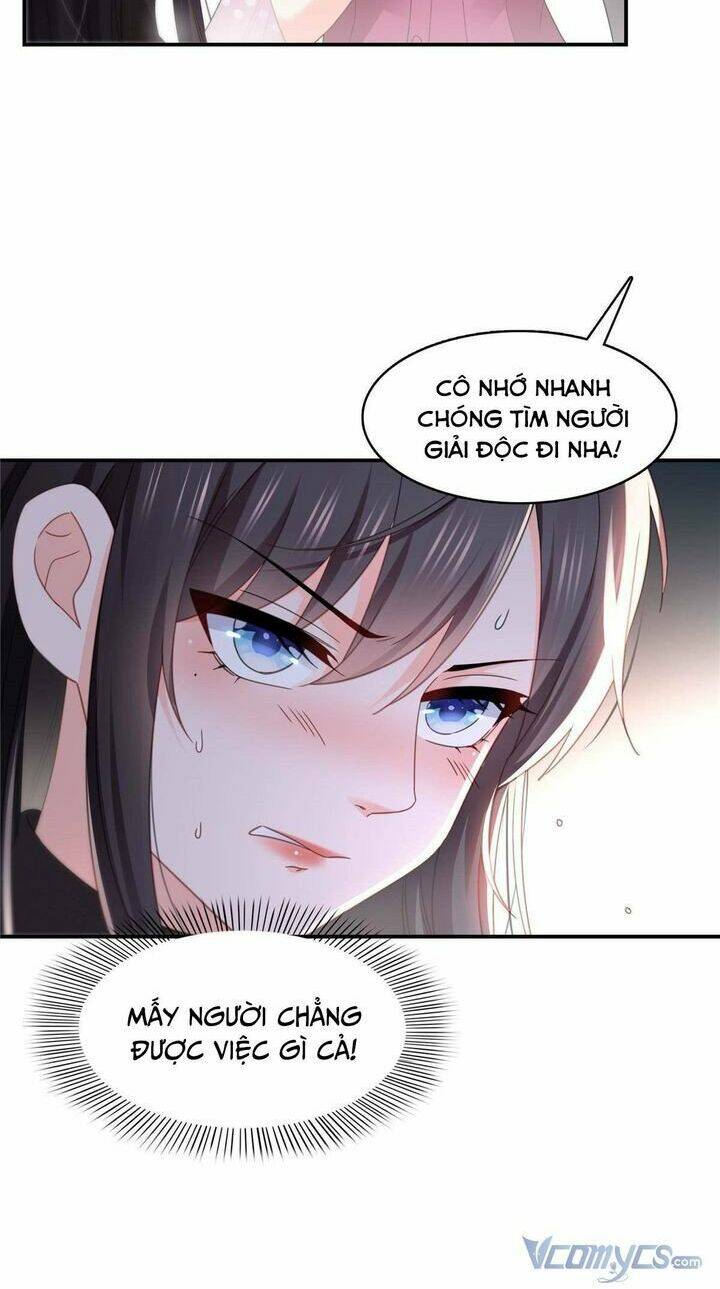 CÔ NHỚ NHANH
CHÓNG TÌM NGƯỜI
GIẢI ĐỘC ĐI NHA!
MẤY NGƯỜI CHẲNG
ĐƯỢC VIỆC GÌ CẢ!
VCOMYCS.com